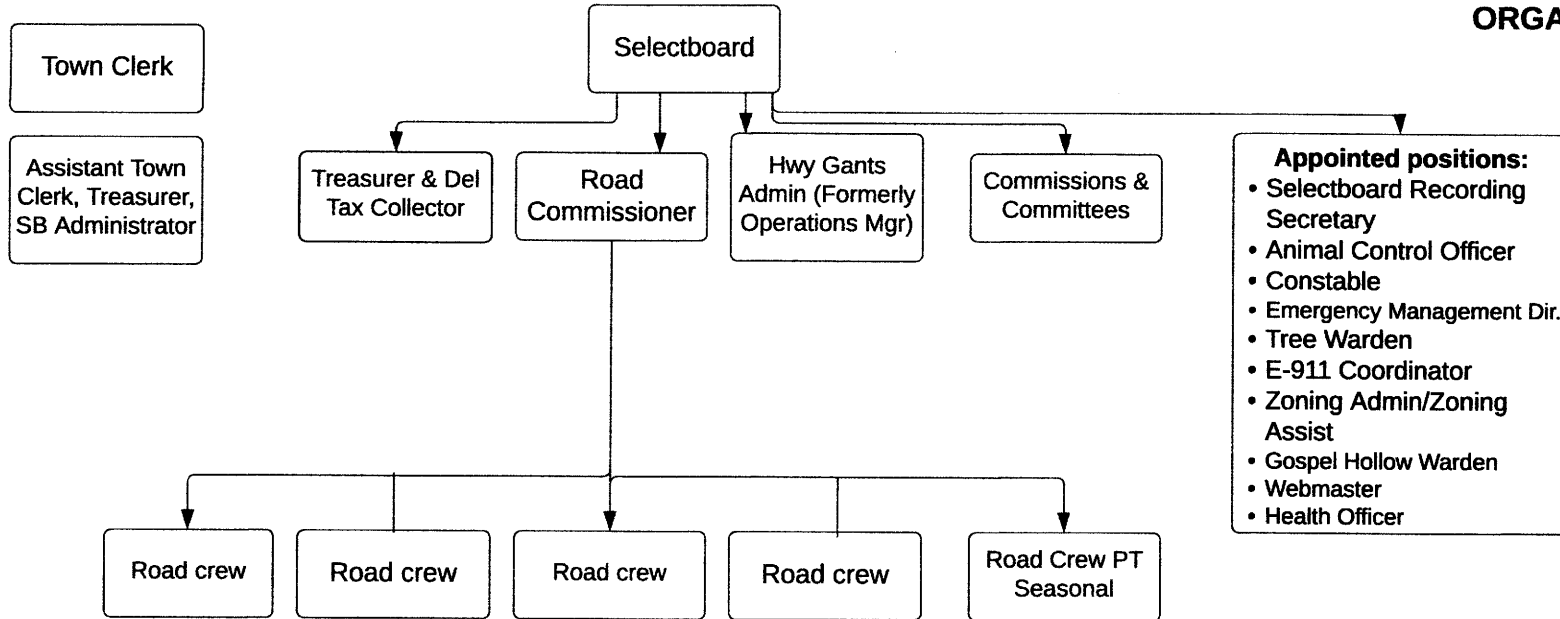 ORGA
Selectboard
Town Clerk
Assistant Town
Clerk, Treasurer,
SB Administrator
Treasurer & Del
Tax Collector
Road
Commissioner
Hwy Gants
Admin (Formerly
Operations Mgr)
Commissions &
Committees
Appointed positions:
• Selectboard Recording
Secretary
• Animal Control Officer
• Constable
• Emergency Management Dir.
• Tree Warden
• E-911 Coordinator
• Zoning Admin/Zoning
Assist
• Gospel Hollow Warden
• Webmaster
• Health Officer
Road crew
Road crew
Road crew
Road crew
Road Crew PT
Seasonal